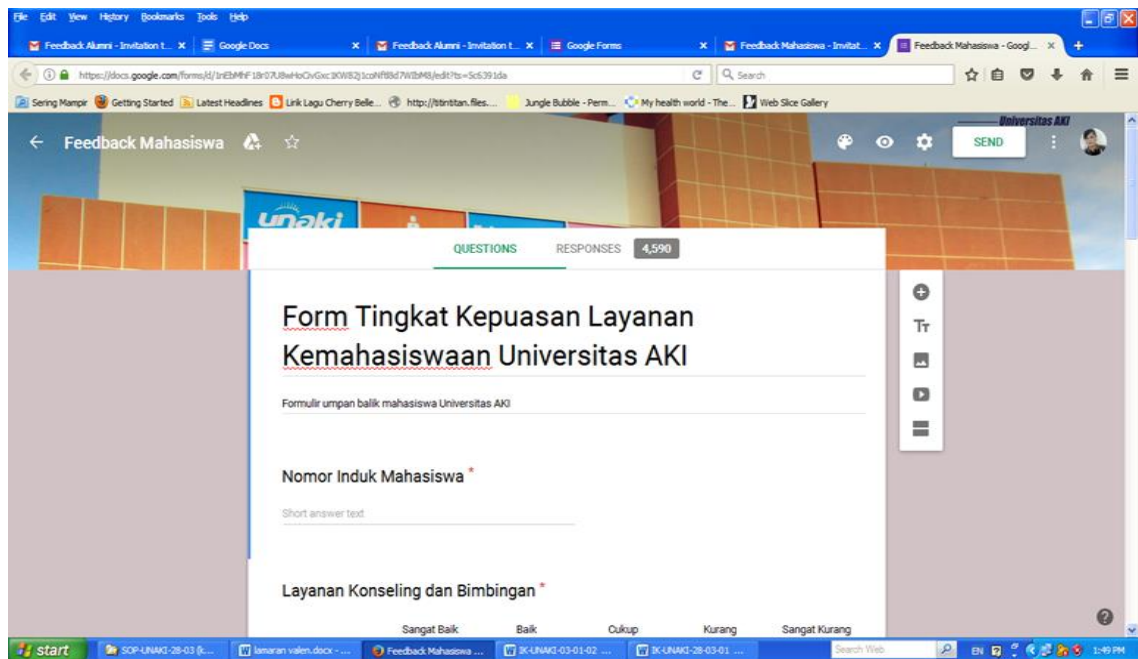 File Edit View History Bookmarks Tools Help
Feedback Alumni - Invitation t... Google Docs Feedback Alumni - Invitation t... Google Forms Feedback Mahasiswa - Invitat... Feedback Mahasiswa - Googl...
Search
Sering Mampir Getting Started Latest Headlines Lirik Lagu Cherry Belle... Jungle Bubble - Perm... My health world - The... Web Slice Gallery
Universitas AKI
Feedback Mahasiswa SEND
unaki
QUESTIONS RESPONSES 4,590
Form Tingkat Kepuasan Layanan
Kemahasiswaan Universitas AKI
Formulir umpan balik mahasiswa Universitas AKI
Nomor Induk Mahasiswa *
Short answer text
Layanan Konseling dan Bimbingan *
Sangat Baik Baik Cukup Kurang Sangat Kurang
start SOP-UNAKI-28-03 (k... lamaran valen.docx - ... Feedback Mahasiswa ... IK-UNAKI-03-01-02 ... IK-UNAKI-28-03-01 ... Search Web EN 1:49 PM